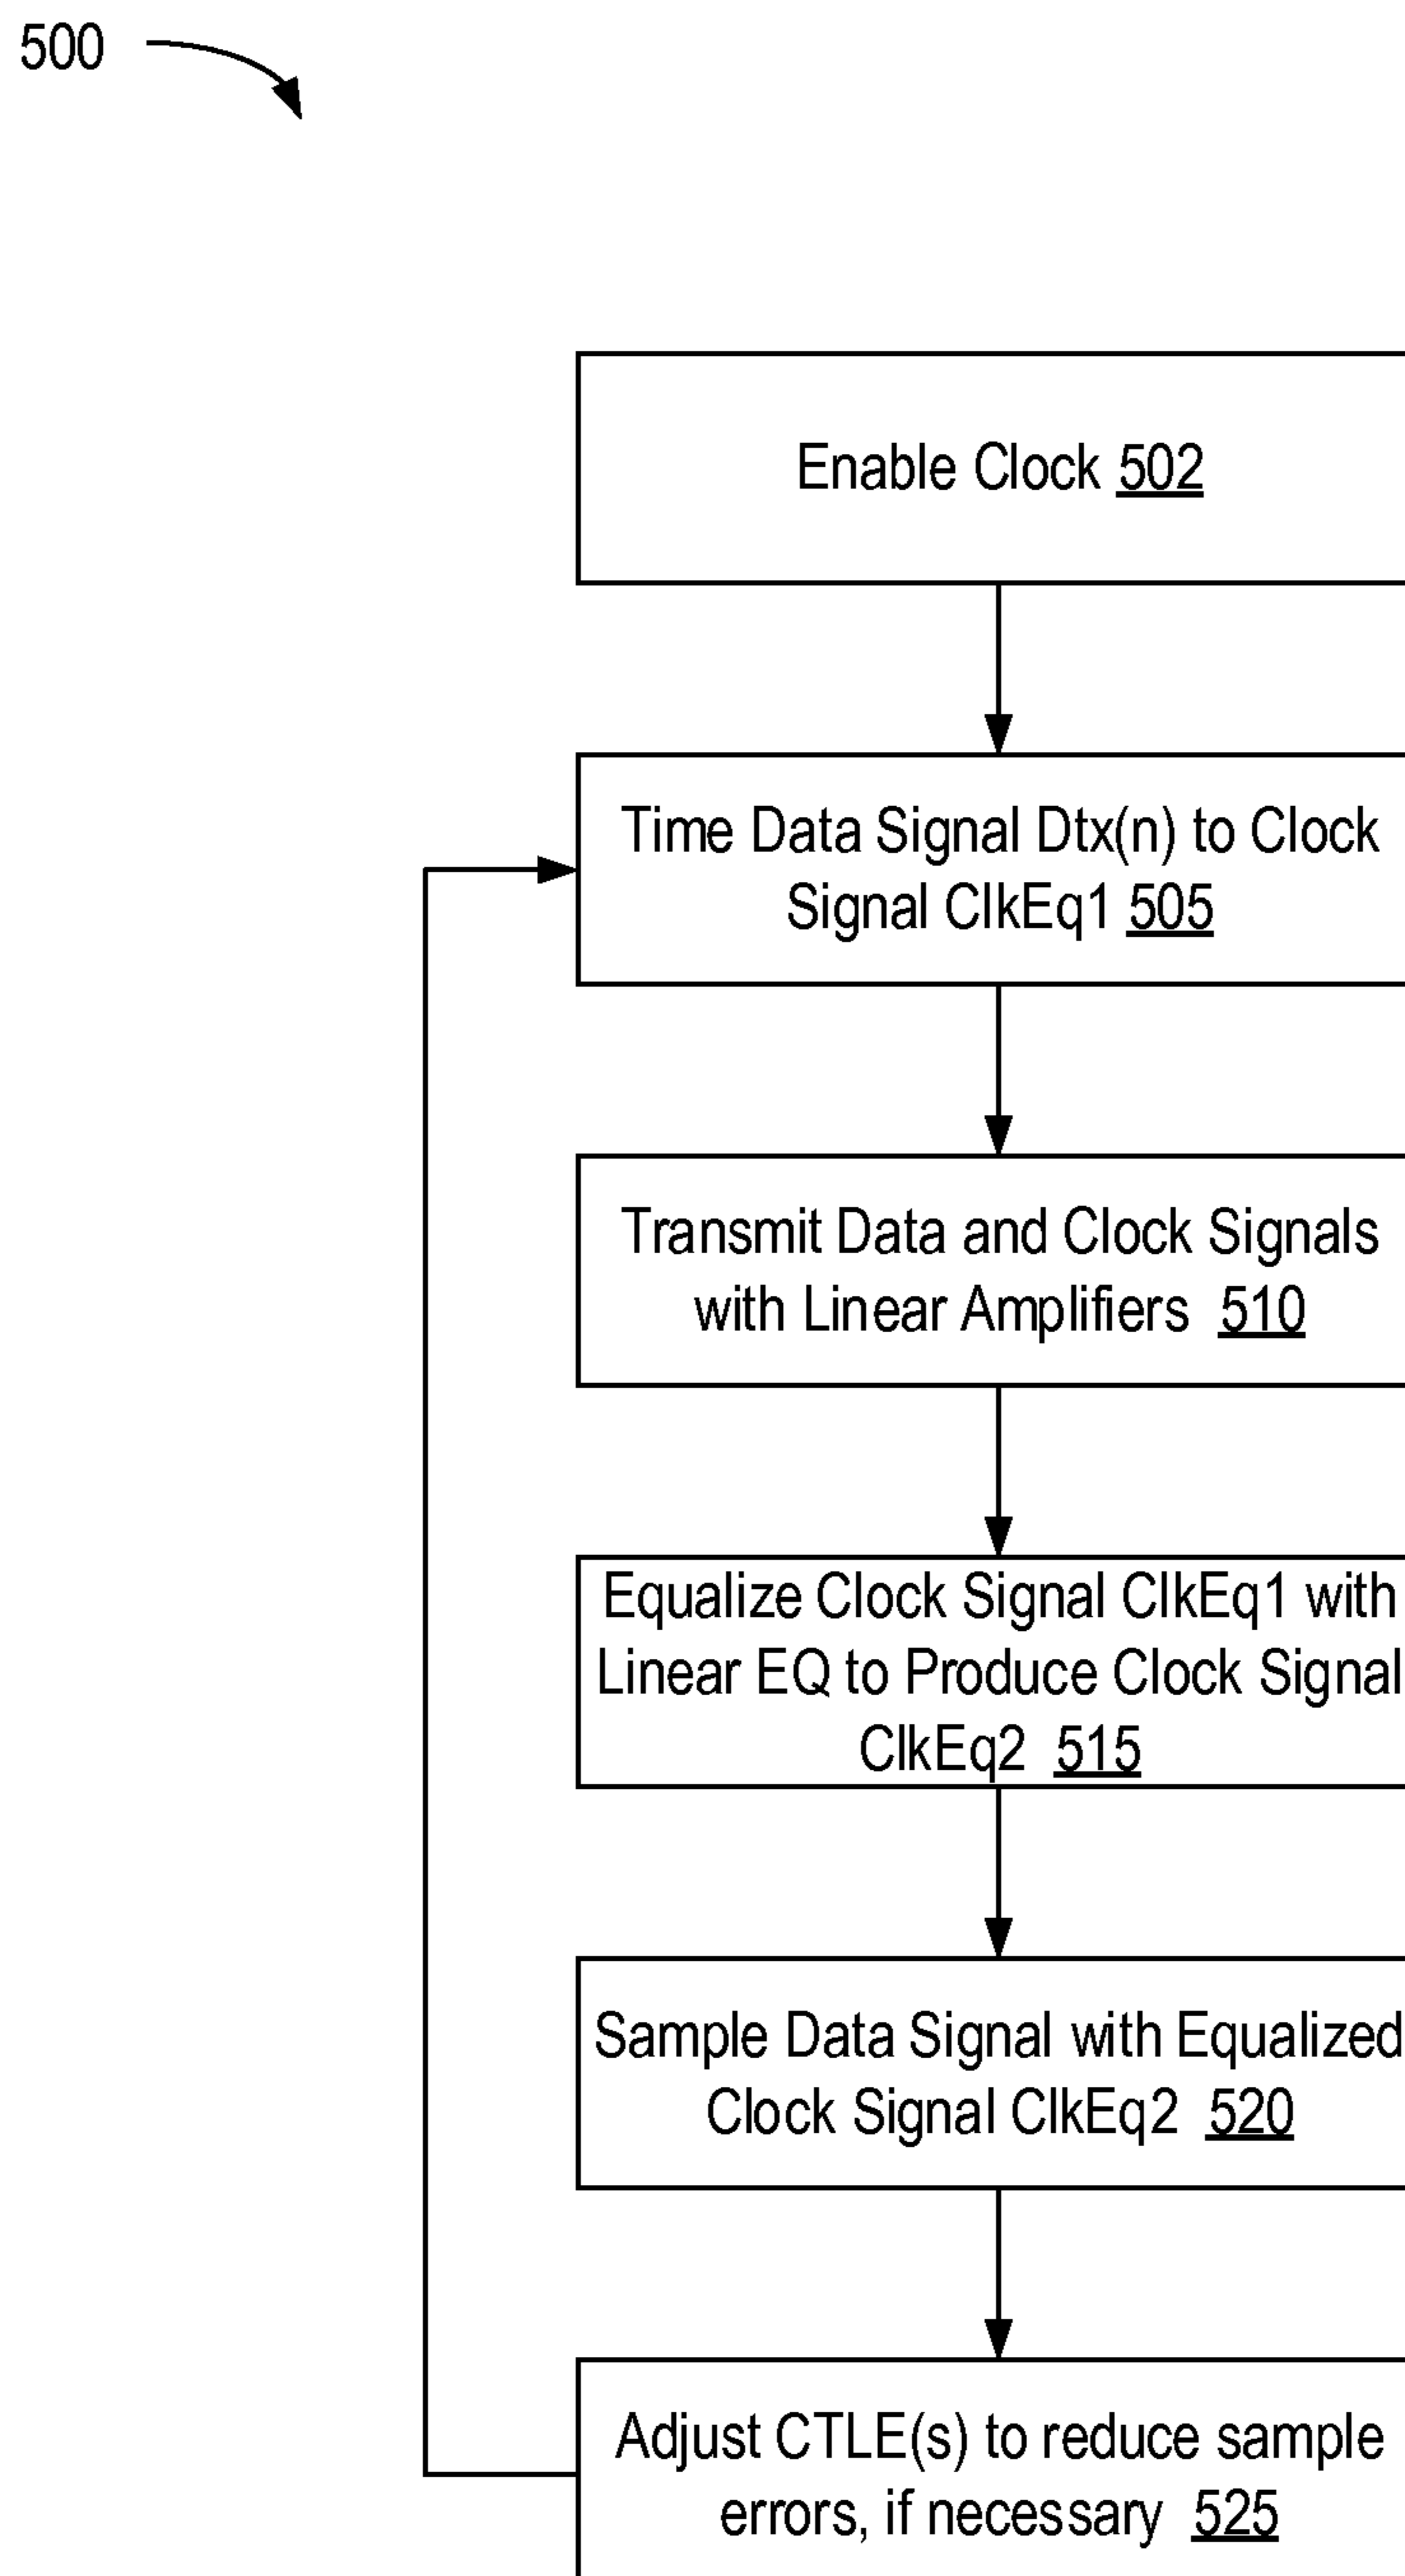 500
Enable Clock 502
Time Data Signal Dtx(n) to Clock
Signal ClkEq1 505
Transmit Data and Clock Signals
with Linear Amplifiers 510
Equalize Clock Signal ClkEq1 with
Linear EQ to Produce Clock Signal
ClkEq2 515
Sample Data Signal with Equalized
Clock Signal ClkEq2 520
Adjust CTLE(s) to reduce sample
errors, if necessary 525